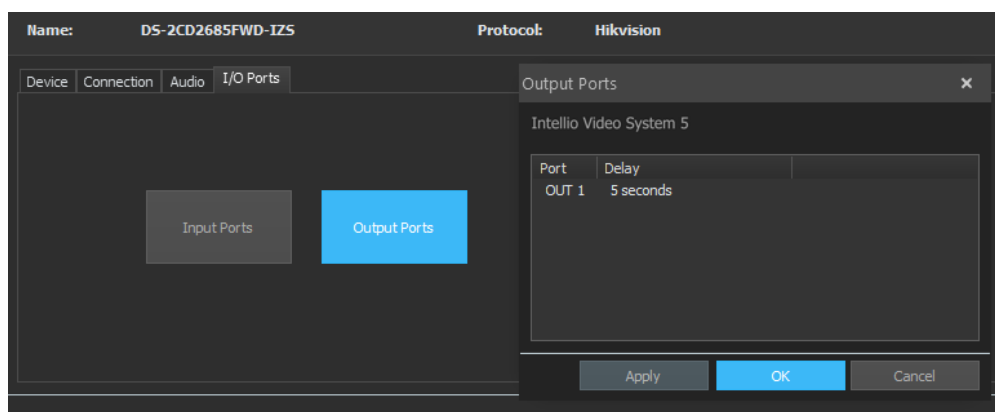 Name: DS-2CD2685FWD-IZS Protocol: Hikvision
Device Connection Audio I/O Ports
Input Ports Output Ports
Output Ports ×
Intellio Video System 5
Port Delay
OUT 1 5 seconds
Apply OK Cancel